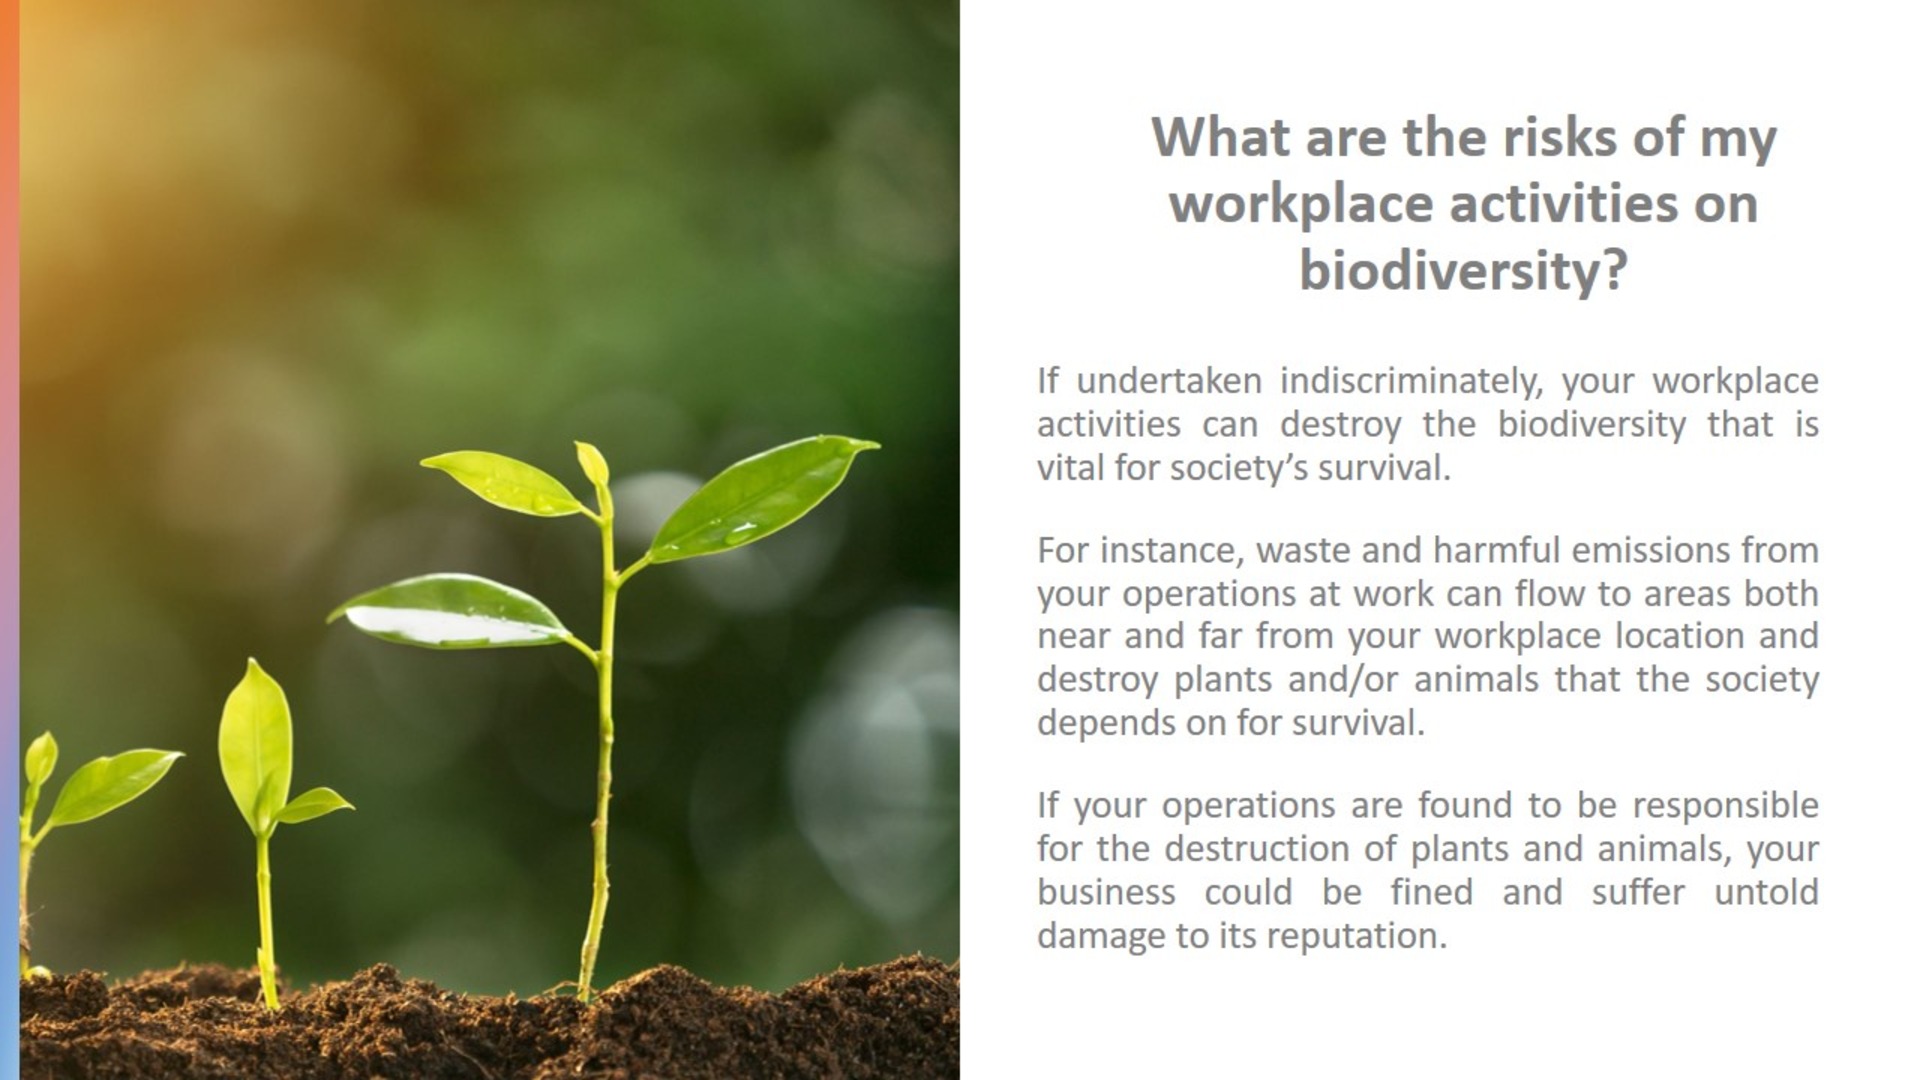 What are the risks of my
workplace activities on
biodiversity?
If undertaken indiscriminately, your workplace
activities can destroy the biodiversity that is
vital for society’s survival.
For instance, waste and harmful emissions from
your operations at work can flow to areas both
near and far from your workplace location and
destroy plants and/or animals that the society
depends on for survival.
If your operations are found to be responsible
for the destruction of plants and animals, your
business could be fined and suffer untold
damage to its reputation.